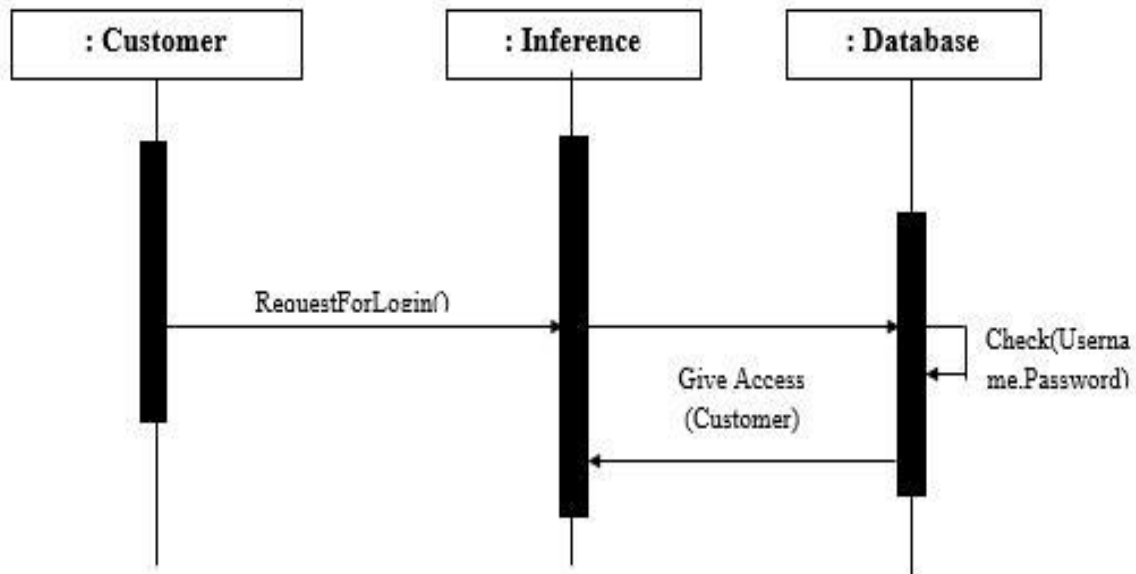 : Customer
: Inference
: Database
RequestForLogin()
Check(Userna
me.Password)
Give Access
(Customer)